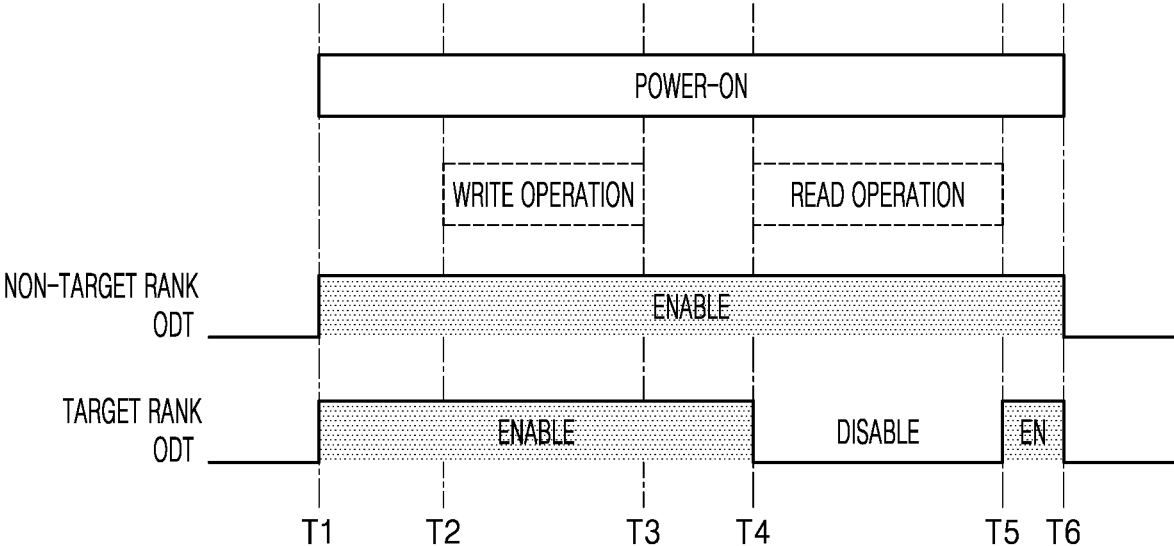 POWER-ON
WRITE OPERATION
READ OPERATION
NON-TARGET RANK
ODT
ENABLE
TARGET RANK
ODT
ENABLE
DISABLE
EN
T1
T2
T3
T4
T5
T6